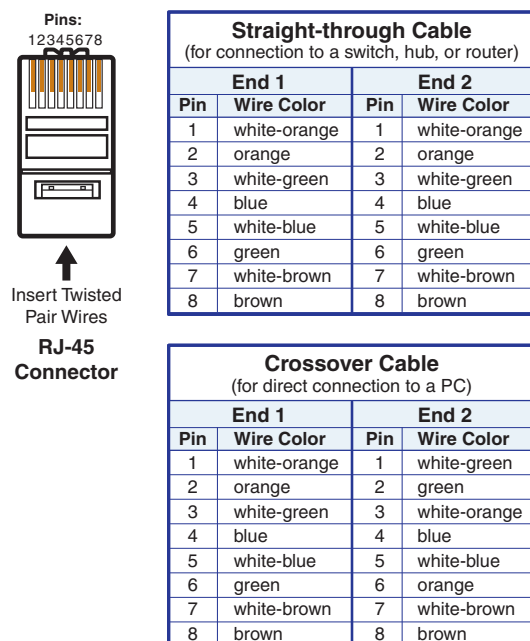 Pins:
12345678
Insert Twisted
Pair Wires
RJ-45
Connector
Straight-through Cable
(for connection to a switch, hub, or router)
End 1 End 2
Pin Wire Color Pin Wire Color
1 white-orange 1 white-orange
2 orange 2 orange
3 white-green 3 white-green
4 blue 4 blue
5 white-blue 5 white-blue
6 green 6 green
7 white-brown 7 white-brown
8 brown 8 brown
Crossover Cable
(for direct connection to a PC)
End 1 End 2
Pin Wire Color Pin Wire Color
1 white-orange 1 white-green
2 orange 2 green
3 white-green 3 white-orange
4 blue 4 blue
5 white-blue 5 white-blue
6 green 6 orange
7 white-brown 7 white-brown
8 brown 8 brown